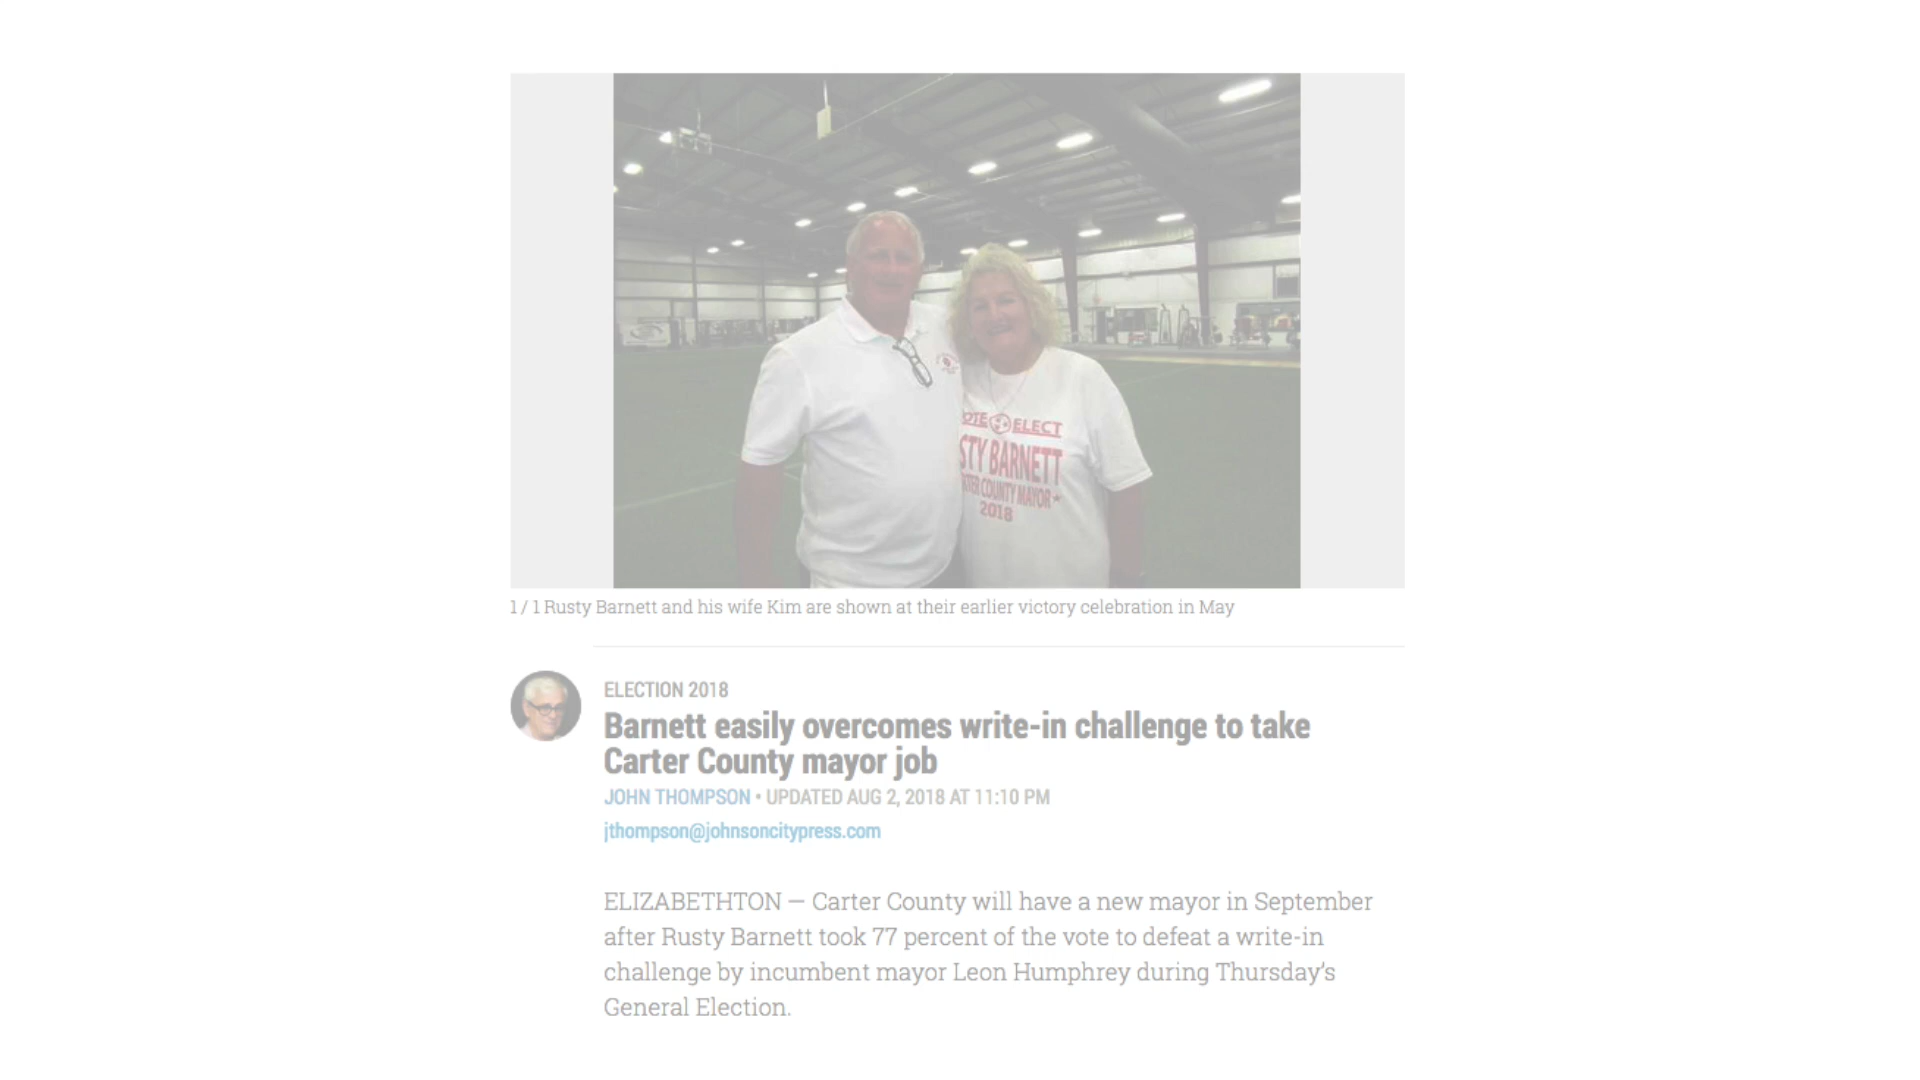 OTE ELECT
STY BARNETT
TER COUNTY MAYOR★
2018
1 / 1 Rusty Barnett and his wife Kim are shown at their earlier victory celebration in May
ELECTION 2018
Barnett easily overcomes write-in challenge to take
Carter County mayor job
JOHN THOMPSON • UPDATED AUG 2, 2018 AT 11:10 PM
jthompson@johnsoncitypress.com
ELIZABETHTON — Carter County will have a new mayor in September
after Rusty Barnett took 77 percent of the vote to defeat a write-in
challenge by incumbent mayor Leon Humphrey during Thursday's
General Election.